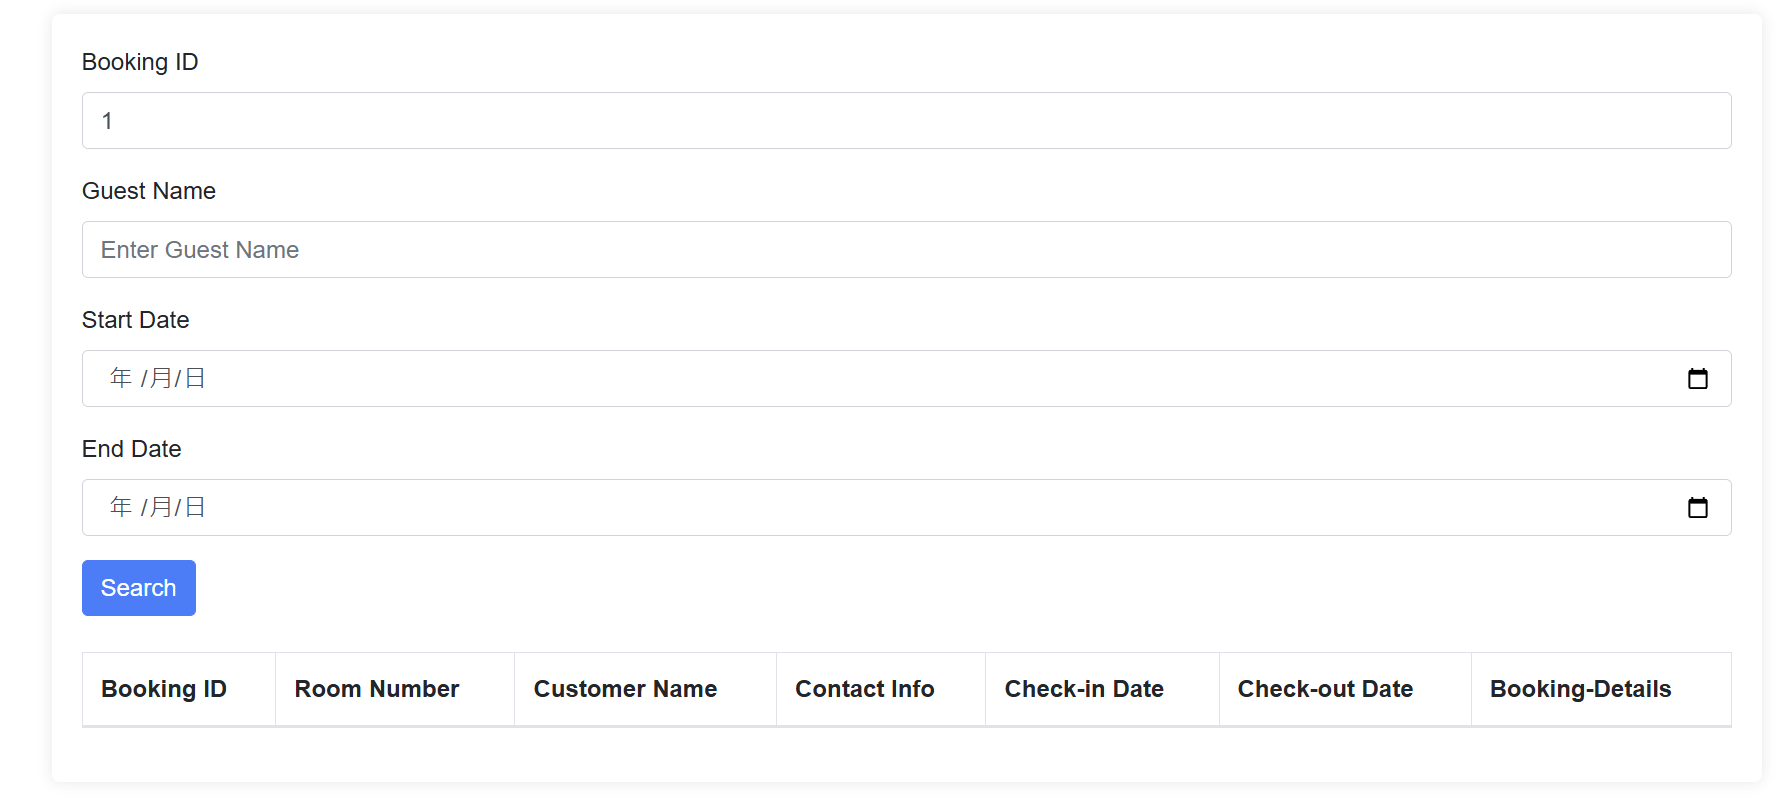 Booking ID
1
Guest Name
Enter Guest Name
Start Date
年 /月/日
End Date
年 /月/日
Search
Booking ID Room Number Customer Name Contact Info Check-in Date Check-out Date Booking-Details